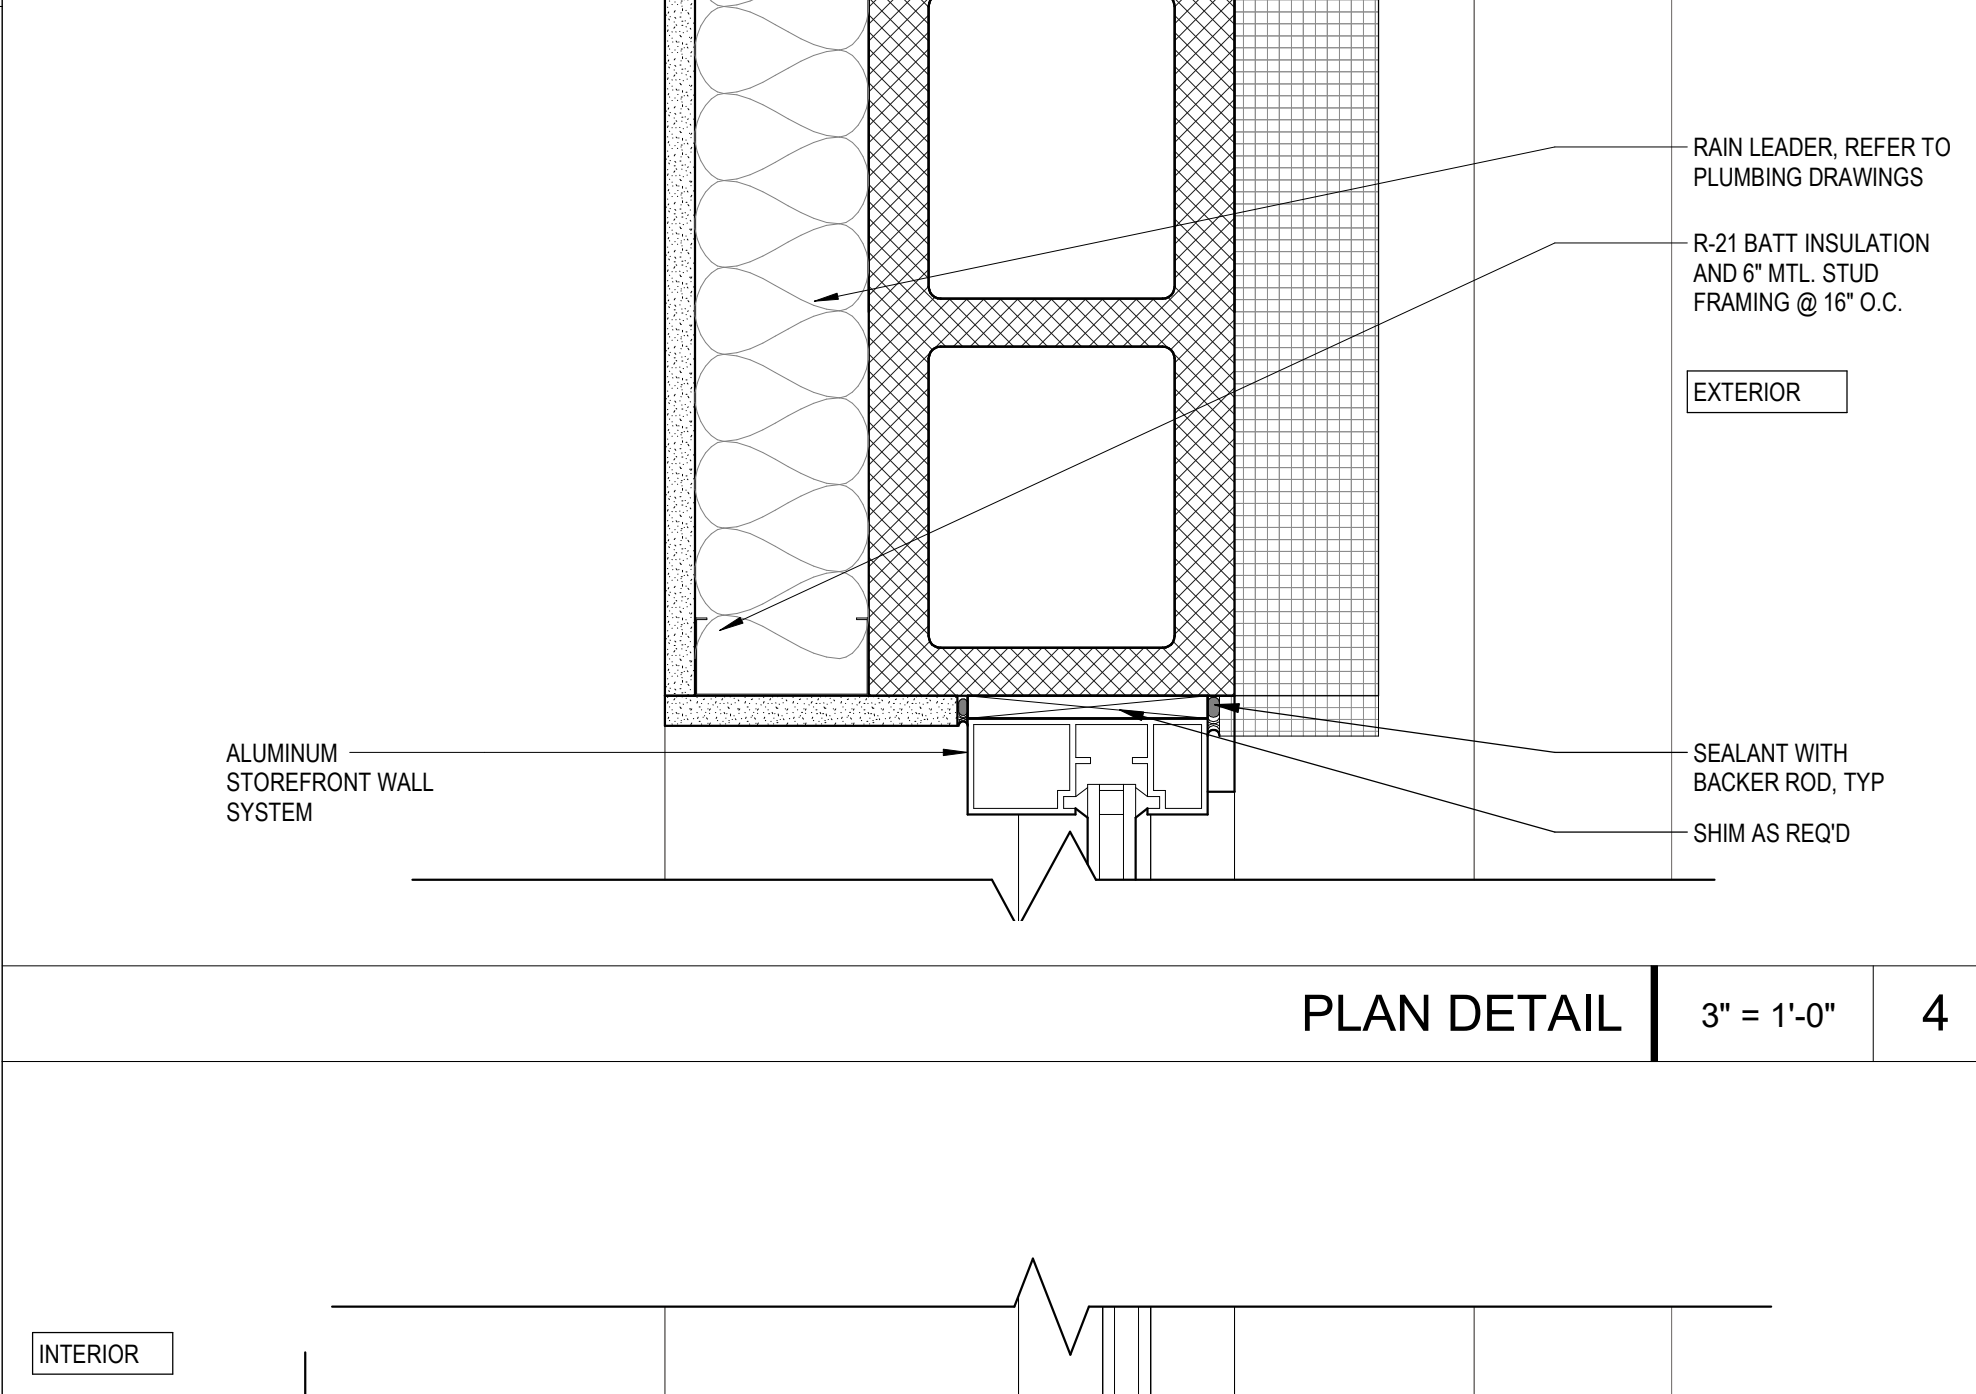 RAIN LEADER, REFER TO
PLUMBING DRAWINGS
R-21 BATT INSULATION
AND 6" MTL. STUD
FRAMING @ 16" O.C.
EXTERIOR
ALUMINUM
STOREFRONT WALL
SYSTEM
SEALANT WITH
BACKER ROD, TYP
SHIM AS REQ'D
PLAN DETAIL
3" = 1'-0"
4
INTERIOR